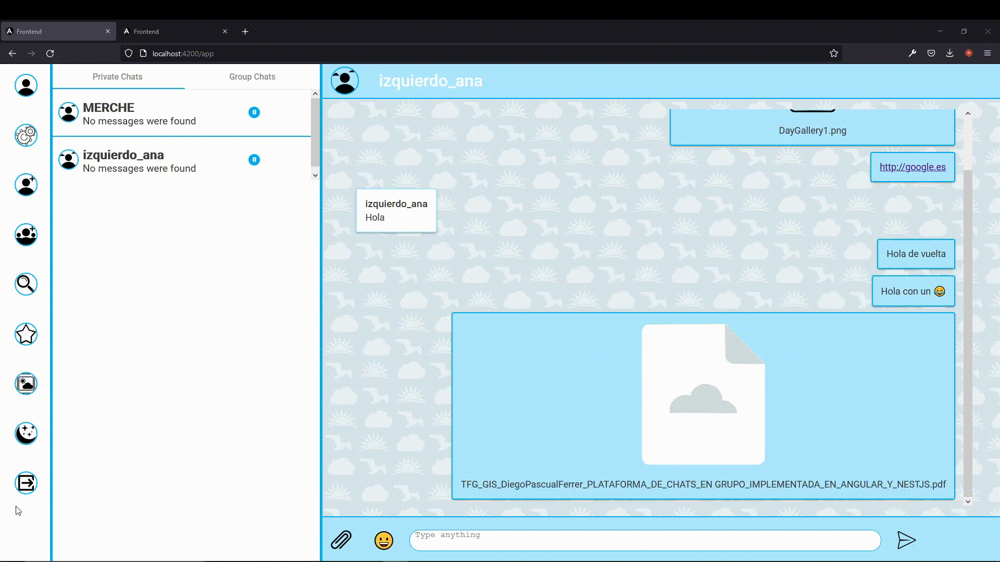 Frontend
Frontend
localhost:4200/app
Private Chats
Group Chats
MERCHE
No messages were found
0
izquierdo_ana
No messages were found
0
izquierdo_ana
DayGallery1.png
http://google.es
izquierdo_ana
Hola
Hola de vuelta
Hola con un 😄
TFG_GIS_DiegoPascualFerrer_PLATAFORMA_DE_CHATS_EN GRUPO_IMPLEMENTADA_EN_ANGULAR_Y_NESTJS.pdf
Type anything